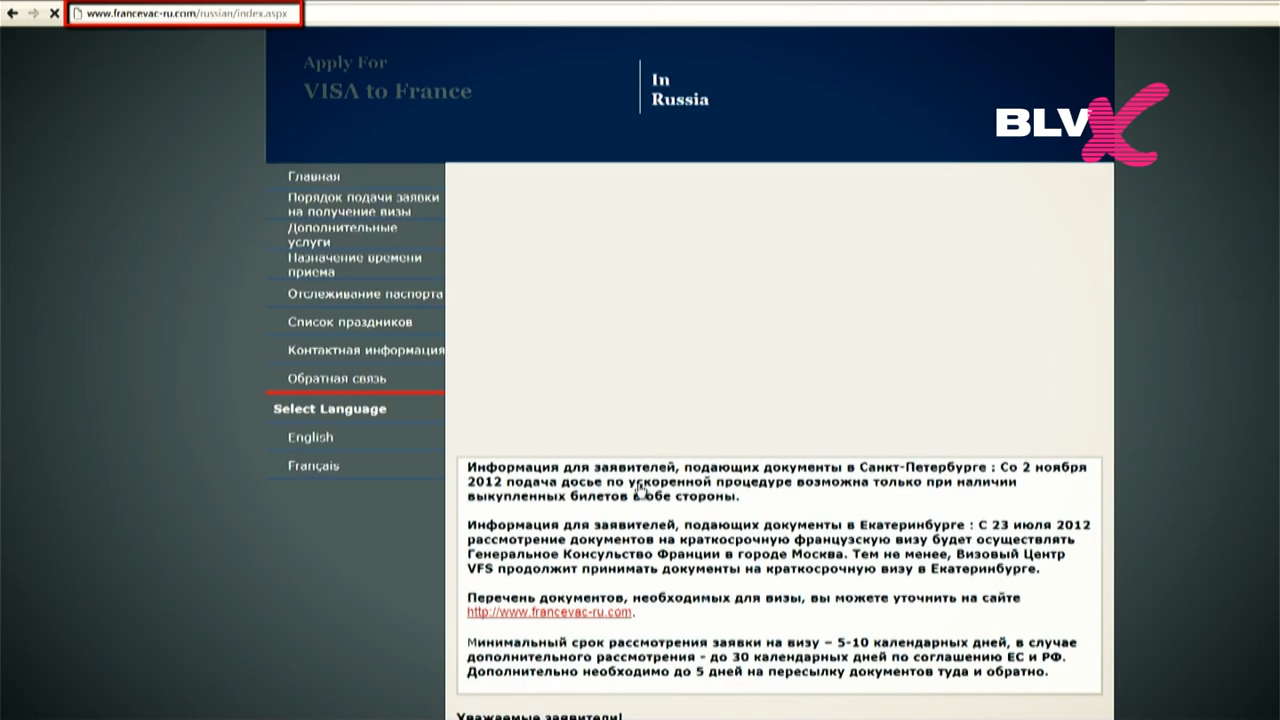 www.francevac-ru.com/russian/index.aspx
Apply For
VISA to France
In
Russia
BLVX
Главная
Порядок подачи заявки
на получение визы
Дополнительные
услуги
Назначение времени
приема
Отслеживание паспорта
Список праздников
Контактная информация
Обратная связь
Select Language
English
Français
Информация для заявителей, подающих документы в Санкт-Петербурге : Со 2 ноября
2012 подача досье по ускоренной процедуре возможна только при наличии
выкупленных билетов в обе стороны.
Информация для заявителей, подающих документы в Екатеринбурге : С 23 июля 2012
рассмотрение документов на краткосрочную французскую визу будет осуществлять
Генеральное Консульство Франции в городе Москва. Тем не менее, Визовый Центр
VFS продолжит принимать документы на краткосрочную визу в Екатеринбурге.
Перечень документов, необходимых для визы, вы можете уточнить на сайте
http://www.francevac-ru.com.
Минимальный срок рассмотрения заявки на визу – 5-10 календарных дней, в случае
дополнительного рассмотрения - до 30 календарных дней по соглашению ЕС и РФ.
Дополнительно необходимо до 5 дней на пересылку документов туда и обратно.
Уважаемые заявители!